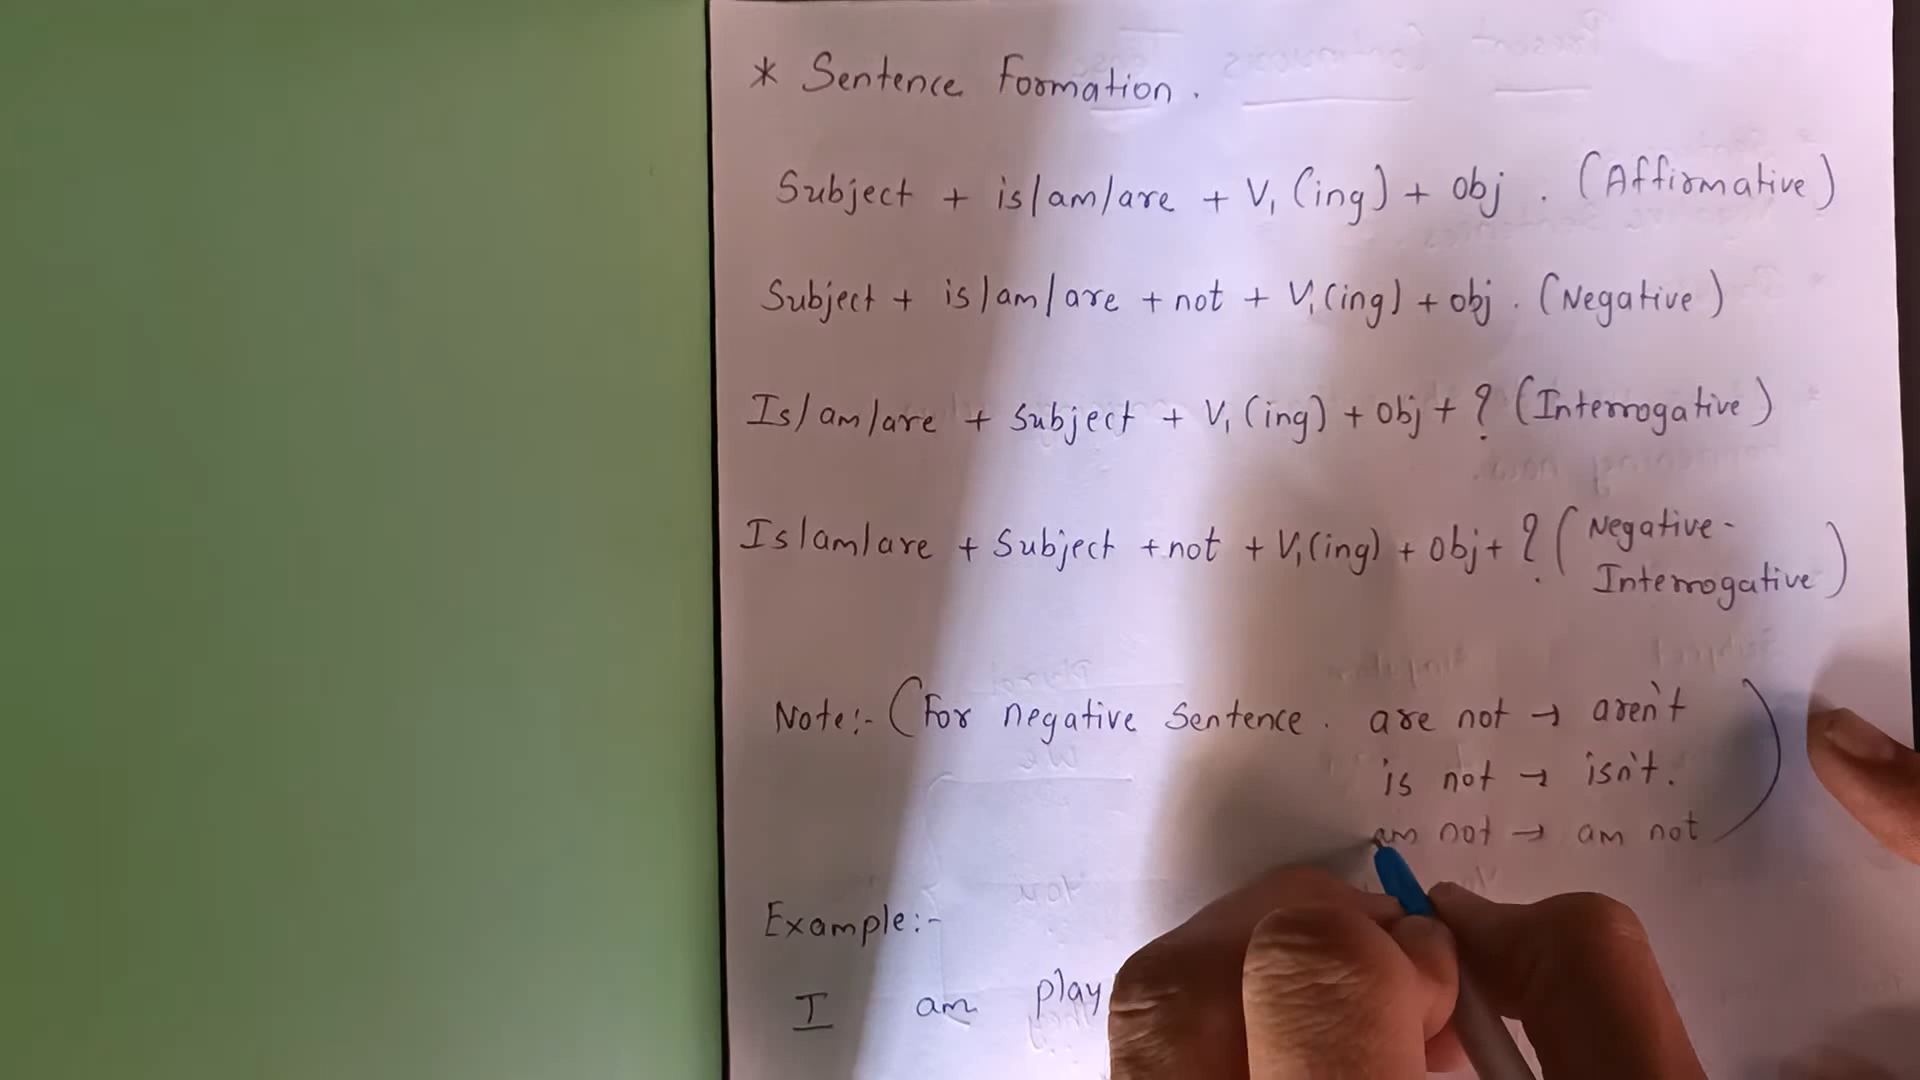 * Sentence Formation.
Subject + is/am/are + V₁ (ing) + obj. (Affirmative)
Subject + is/am/are + not + V₁(ing) + obj. (Negative)
Is/am/are + Subject + V₁ (ing) + obj + ? (Interrogative)
Is/am/are + Subject + not + V₁(ing) + obj + ? (Negative-
Interrogative)
Note:- (For negative sentence. are not → aren't
is not → isn't.
am not → am not)
Example:-
I am play